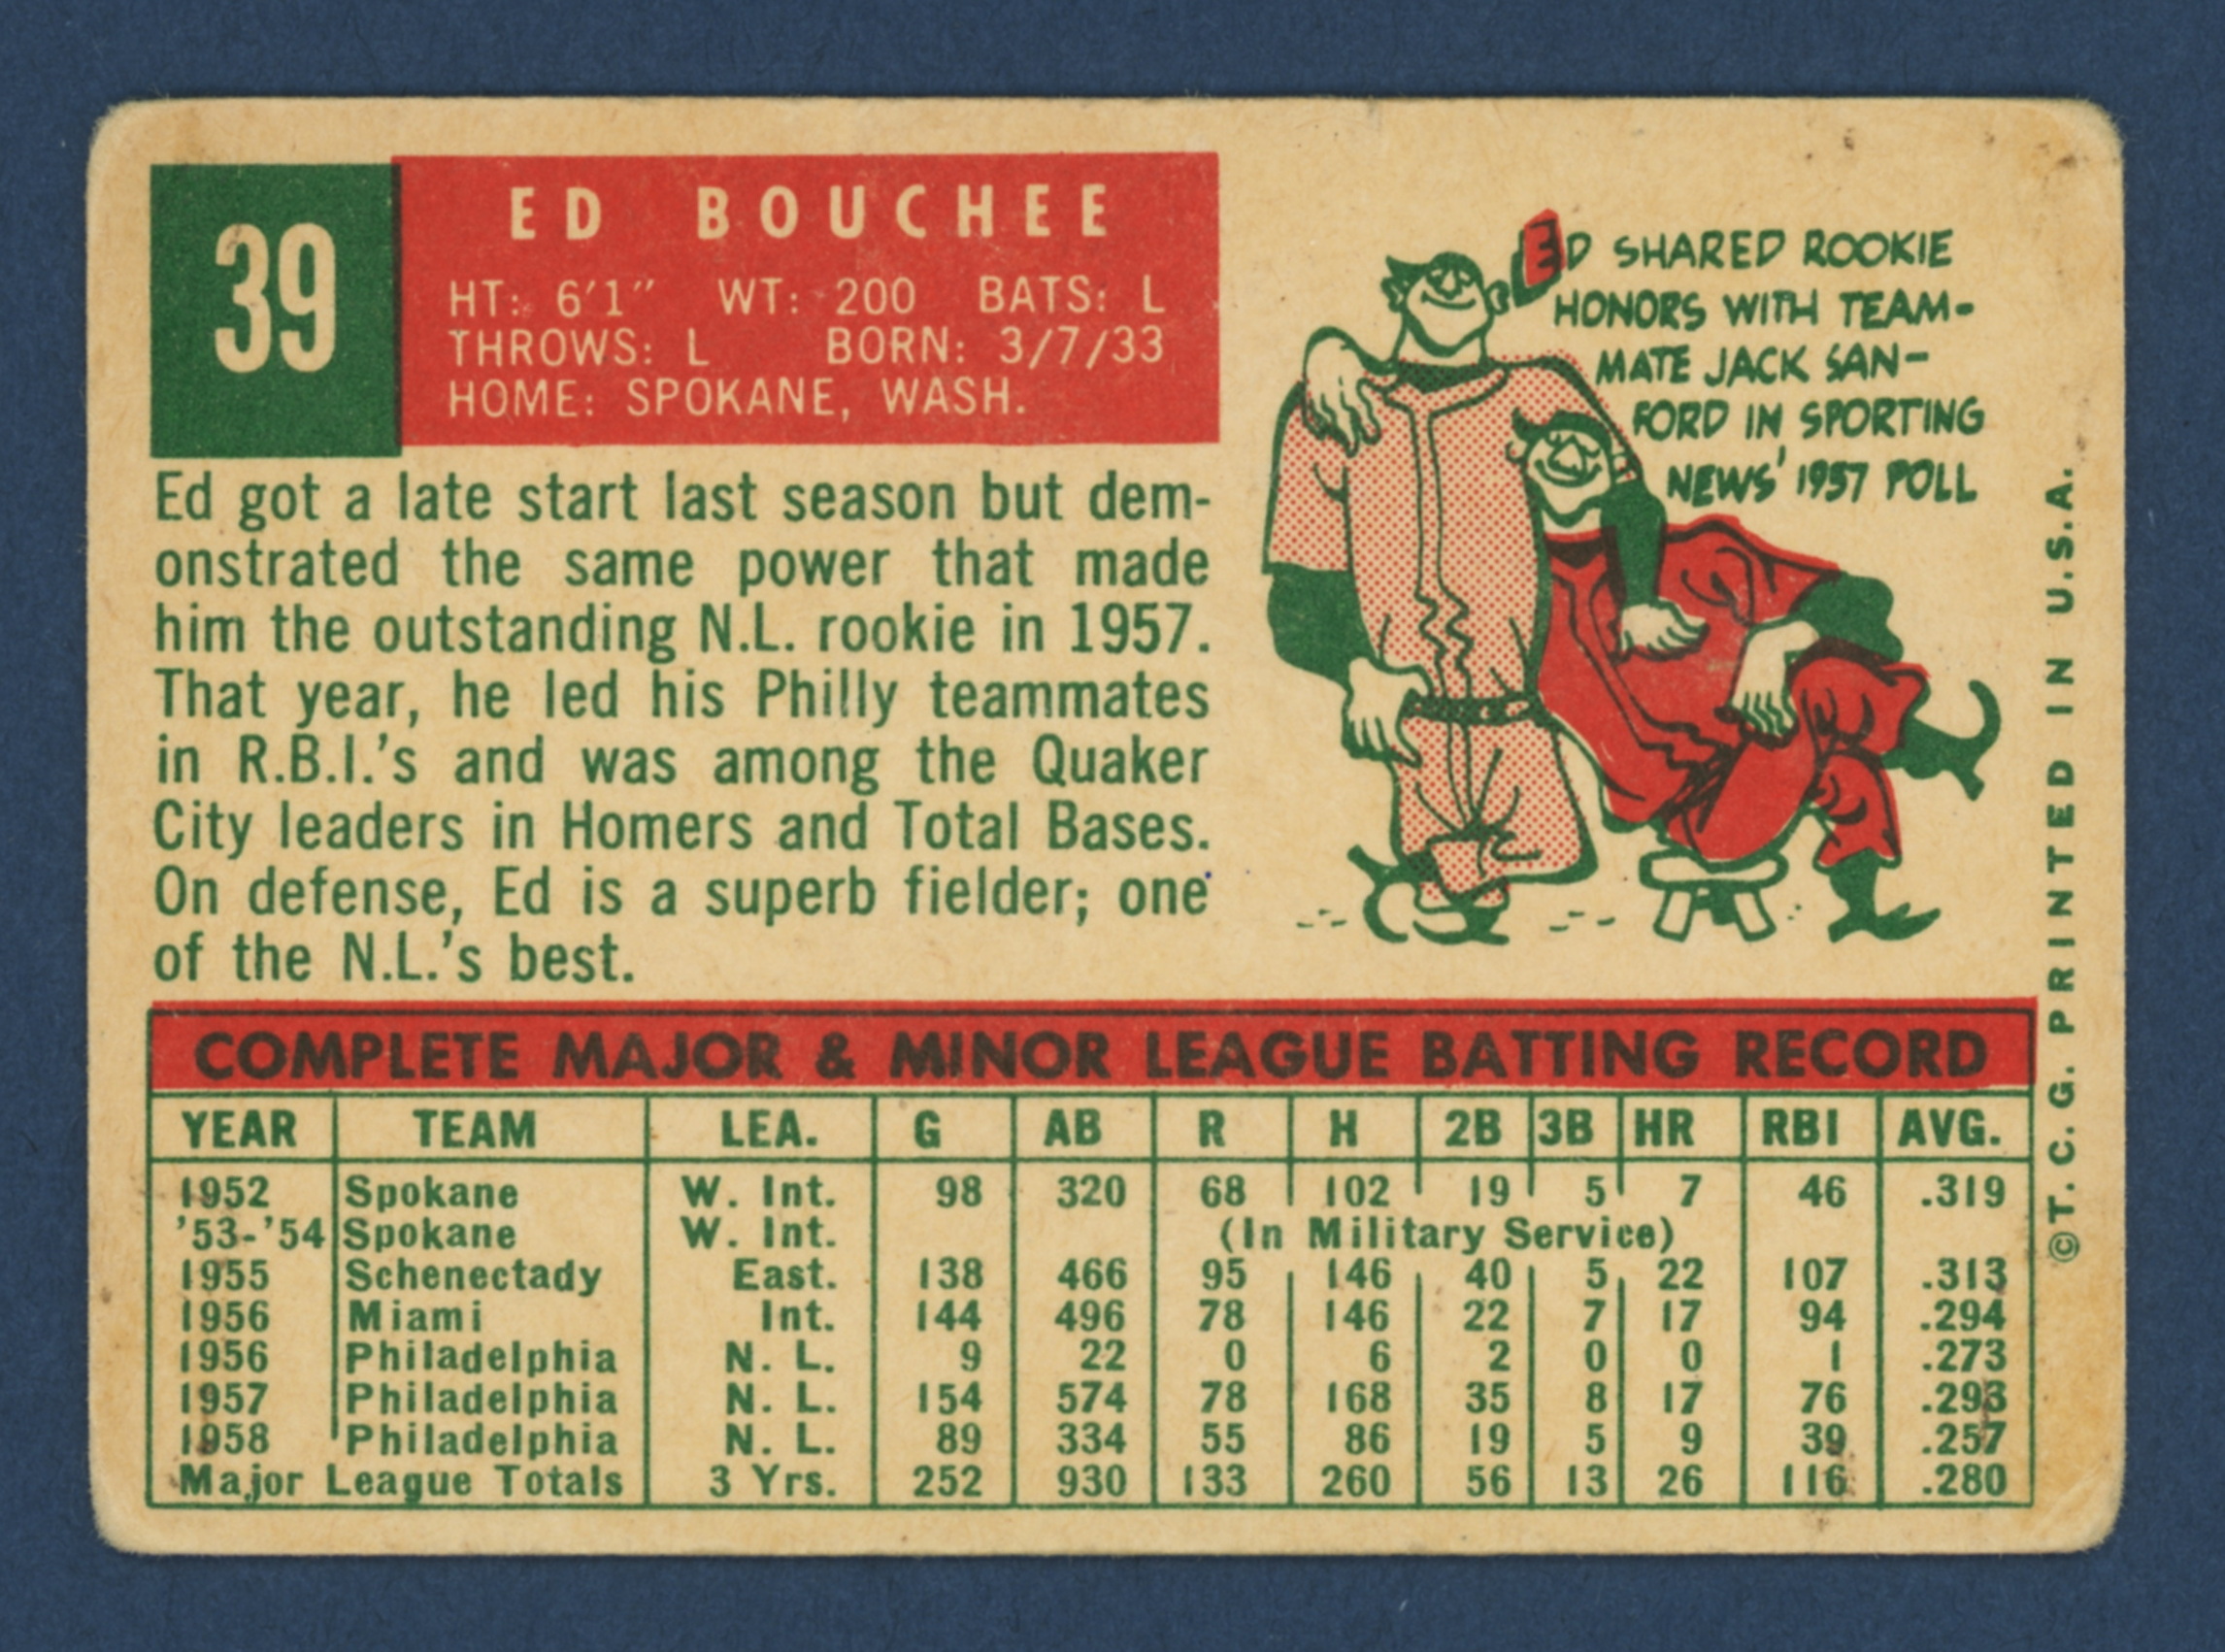 39
ED BOUCHEE
HT: 6'1" WT: 200 BATS: L
THROWS: L BORN: 3/7/33
HOME: SPOKANE, WASH.
ED SHARED ROOKIE
HONORS WITH TEAM-
MATE JACK SAN-
FORD IN SPORTING
NEWS' 1957 POLL
Ed got a late start last season but dem-
onstrated the same power that made
him the outstanding N.L. rookie in 1957.
That year, he led his Philly teammates
in R.B.I.'s and was among the Quaker
City leaders in Homers and Total Bases.
On defense, Ed is a superb fielder; one
of the N.L.'s best.
COMPLETE MAJOR & MINOR LEAGUE BATTING RECORD
YEAR TEAM LEA. G AB R H 2B 3B HR RBI AVG.
1952 Spokane W. Int. 98 320 68 102 19 5 7 46 .319
'53-'54 Spokane W. Int. (In Military Service)
1955 Schenectady East. 138 466 95 146 40 5 22 107 .313
1956 Miami Int. 144 496 78 146 22 7 17 94 .294
1956 Philadelphia N. L. 9 22 0 6 2 0 0 1 .273
1957 Philadelphia N. L. 154 574 78 168 35 8 17 76 .293
1958 Philadelphia N. L. 89 334 55 86 19 5 9 39 .257
Major League Totals 3 Yrs. 252 930 133 260 56 13 26 116 .280
©T.C.G. PRINTED IN U.S.A.